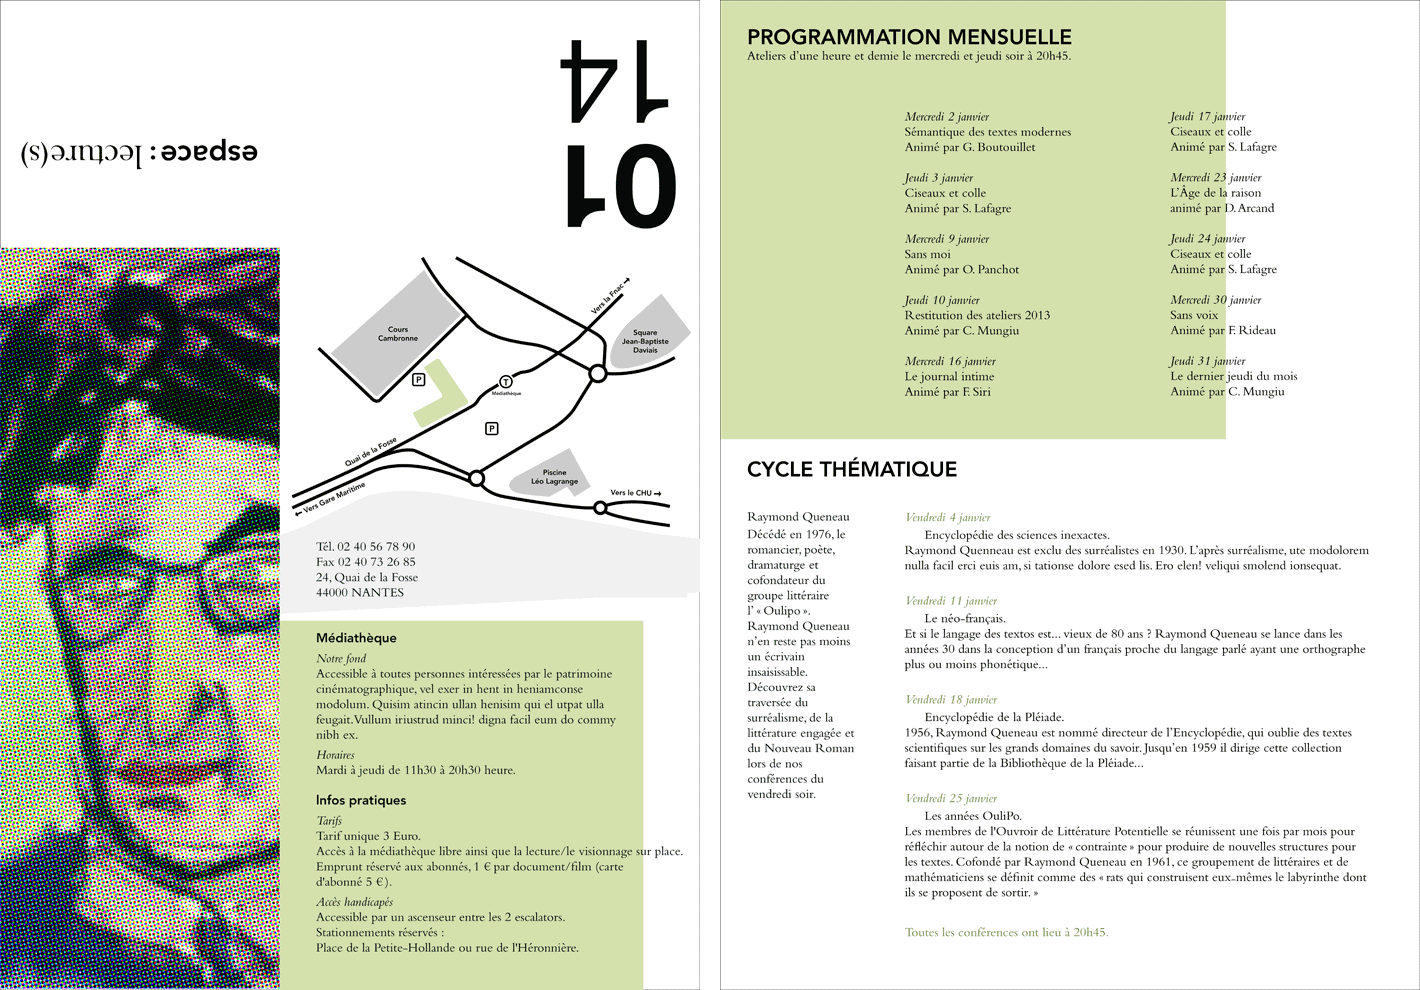 14
01
espace : lecture(s)
Cours
Cambronne
Vers la Fnac →
Square
Jean-Baptiste
Daviais
P
T
Médiathèque
P
Quai de la Fosse
← Vers Gare Maritime
Piscine
Léo Lagrange
Vers le CHU →
Tél. 02 40 56 78 90
Fax 02 40 73 26 85
24, Quai de la Fosse
44000 NANTES
Médiathèque
Notre fond
Accessible à toutes personnes intéressées par le patrimoine
cinématographique, vel exer in hent in heniamconse
modolum. Quisim atincin ullan henisim qui el utpat ulla
feugait.Vullum iriustrud minci! digna facil eum do commy
nibh ex.
Horaires
Mardi à jeudi de 11h30 à 20h30 heure.
Infos pratiques
Tarifs
Tarif unique 3 Euro.
Accès à la médiathèque libre ainsi que la lecture/le visionnage sur place.
Emprunt réservé aux abonnés, 1 € par document/film (carte
d'abonné 5 €).
Accès handicapés
Accessible par un ascenseur entre les 2 escalators.
Stationnements réservés :
Place de la Petite-Hollande ou rue de l'Héronnière.
PROGRAMMATION MENSUELLE
Ateliers d'une heure et demie le mercredi et jeudi soir à 20h45.
Mercredi 2 janvier
Sémantique des textes modernes
Animé par G. Boutouillet
Jeudi 3 janvier
Ciseaux et colle
Animé par S. Lafagre
Mercredi 9 janvier
Sans moi
Animé par O. Panchot
Jeudi 10 janvier
Restitution des ateliers 2013
Animé par C. Mungiu
Mercredi 16 janvier
Le journal intime
Animé par F. Siri
Jeudi 17 janvier
Ciseaux et colle
Animé par S. Lafagre
Mercredi 23 janvier
L'Âge de la raison
animé par D. Arcand
Jeudi 24 janvier
Ciseaux et colle
Animé par S. Lafagre
Mercredi 30 janvier
Sans voix
Animé par F. Rideau
Jeudi 31 janvier
Le dernier jeudi du mois
Animé par C. Mungiu
CYCLE THÉMATIQUE
Raymond Queneau
Décédé en 1976, le
romancier, poète,
dramaturge et
cofondateur du
groupe littéraire
l' « Oulipo ».
Raymond Queneau
n'en reste pas moins
un écrivain
insaisissable.
Découvrez sa
traversée du
surréalisme, de la
littérature engagée et
du Nouveau Roman
lors de nos
conférences du
vendredi soir.
Vendredi 4 janvier
Encyclopédie des sciences inexactes.
Raymond Quenneau est exclu des surréalistes en 1930. L'après surréalisme, ute modolorem
nulla facil erci euis am, si tationse dolore esed lis. Ero elen! veliqui smolend ionsequat.
Vendredi 11 janvier
Le néo-français.
Et si le langage des textos est... vieux de 80 ans ? Raymond Queneau se lance dans les
années 30 dans la conception d'un français proche du langage parlé ayant une orthographe
plus ou moins phonétique...
Vendredi 18 janvier
Encyclopédie de la Pléiade.
1956, Raymond Queneau est nommé directeur de l'Encyclopédie, qui oublie des textes
scientifiques sur les grands domaines du savoir. Jusqu'en 1959 il dirige cette collection
faisant partie de la Bibliothèque de la Pléiade...
Vendredi 25 janvier
Les années OuliPo.
Les membres de l'Ouvroir de Littérature Potentielle se réunissent une fois par mois pour
réfléchir autour de la notion de « contrainte » pour produire de nouvelles structures pour
les textes. Cofondé par Raymond Queneau en 1961, ce groupement de littéraires et de
mathématiciens se définit comme des « rats qui construisent eux-mêmes le labyrinthe dont
ils se proposent de sortir. »
Toutes les conférences ont lieu à 20h45.